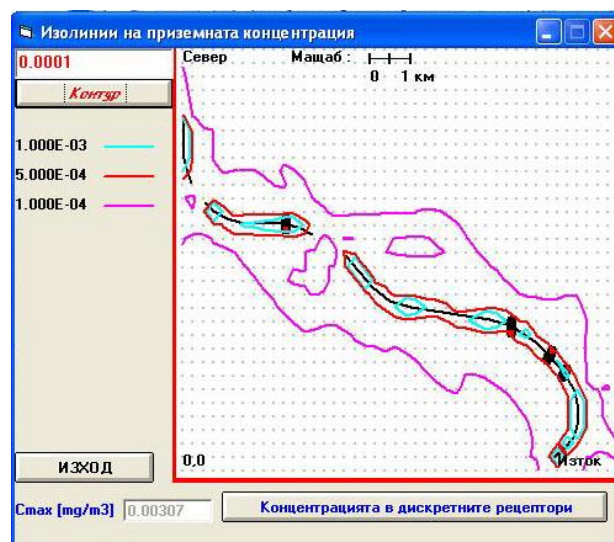 Изолинии на приземната концентрация
0.0001
Контур
1.000E-03
5.000E-04
1.000E-04
Север
Мащаб :
0 1 км
0,0
Изток
ИЗХОД
Cmax [mg/m3] 0.00307
Концентрацията в дискретните рецептори